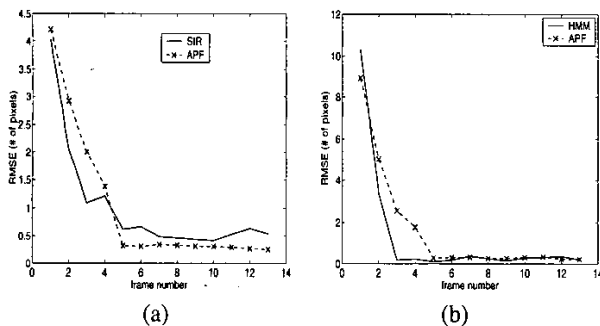 4.5
4
3.5
3
2.5
2
1.5
1
0.5
0
RMSE (# of pixels)
SIR
APF
0 2 4 6 8 10 12 14
frame number
(a)
12
10
8
6
4
2
0
RMSE (# of pixels)
HMM
APF
0 2 4 6 8 10 12 14
frame number
(b)